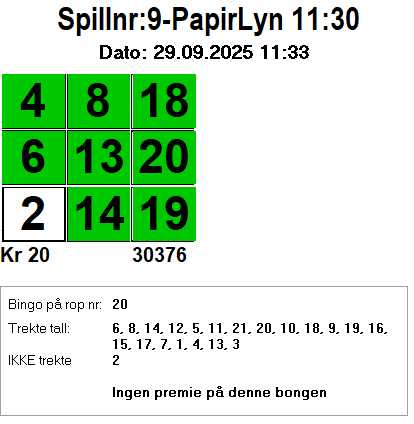 Spillnr:9-PapirLyn 11:30
Dato: 29.09.2025 11:33
4 8 18
6 13 20
2 14 19
Kr 20 30376
Bingo på rop nr: 20
Trekte tall: 6, 8, 14, 12, 5, 11, 21, 20, 10, 18, 9, 19, 16,
15, 17, 7, 1, 4, 13, 3
IKKE trekte 2
Ingen premie på denne bongen